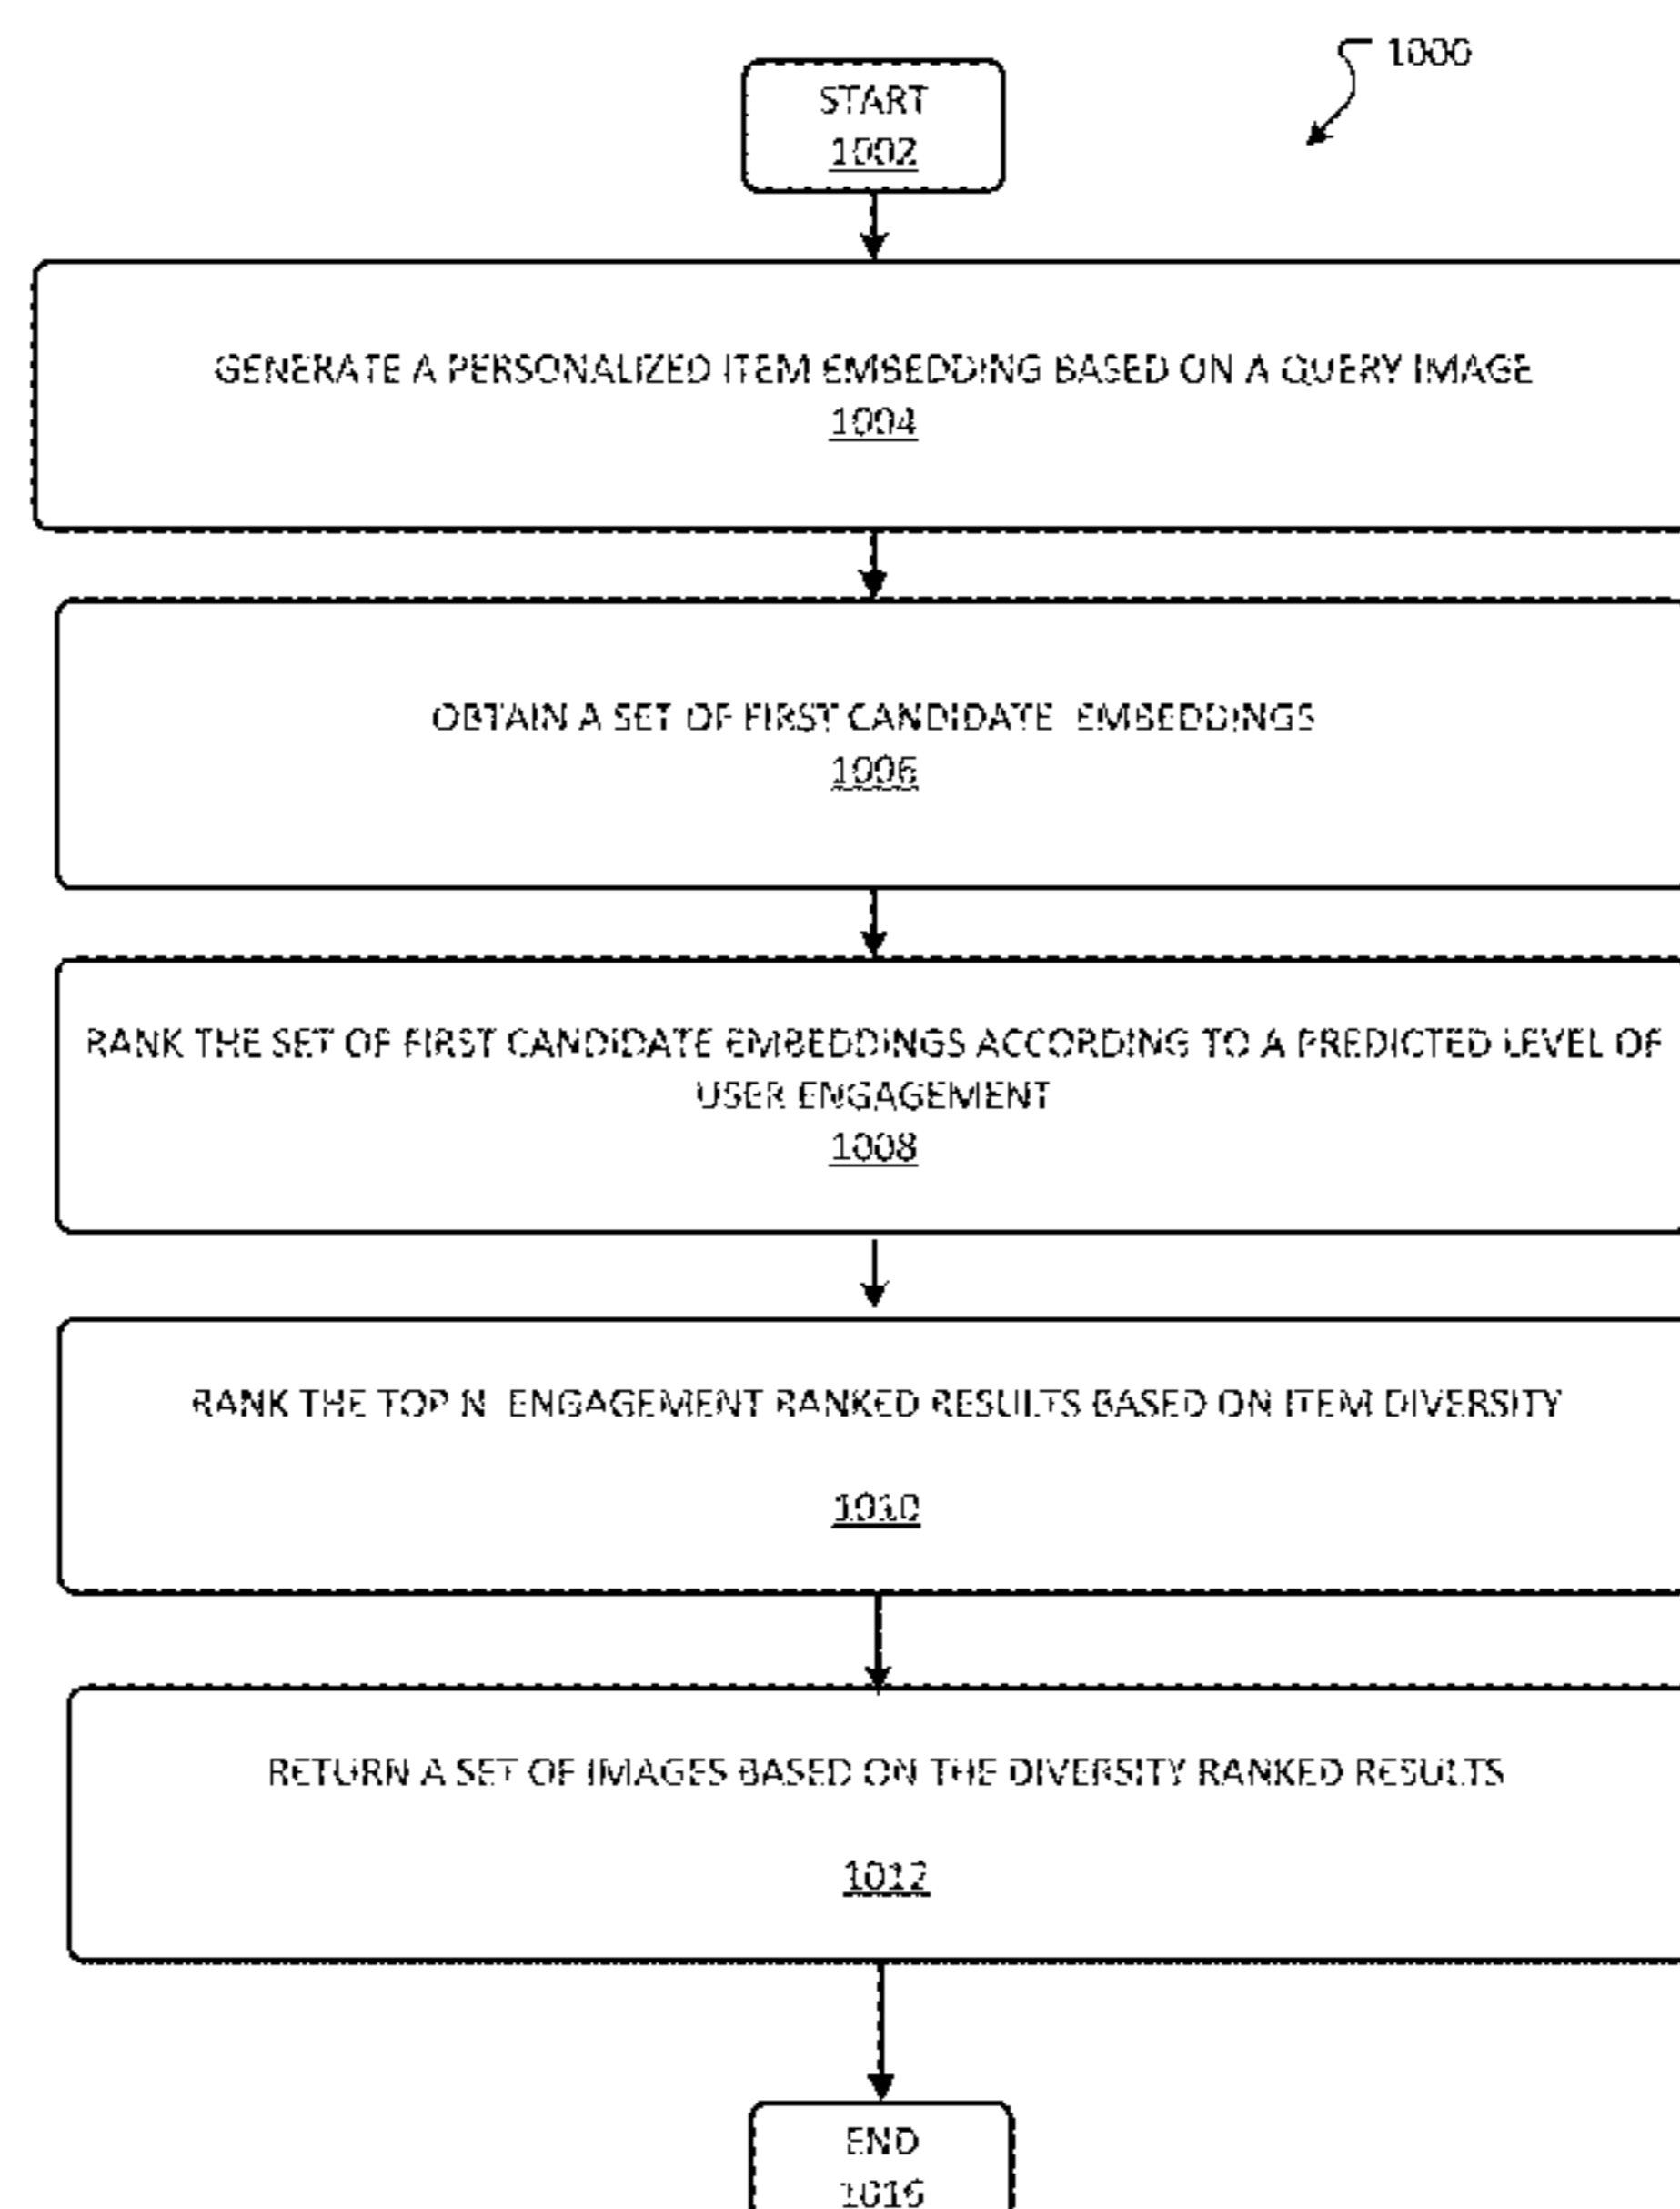 1000
START
1002
GENERATE A PERSONALIZED ITEM EMBEDDING BASED ON A QUERY IMAGE
1004
OBTAIN A SET OF FIRST CANDIDATE EMBEDDINGS
1006
RANK THE SET OF FIRST CANDIDATE EMBEDDINGS ACCORDING TO A PREDICTED LEVEL OF
USER ENGAGEMENT
1008
RANK THE TOP N ENGAGEMENT RANKED RESULTS BASED ON ITEM DIVERSITY
1010
RETURN A SET OF IMAGES BASED ON THE DIVERSITY RANKED RESULTS
1012
END
1016